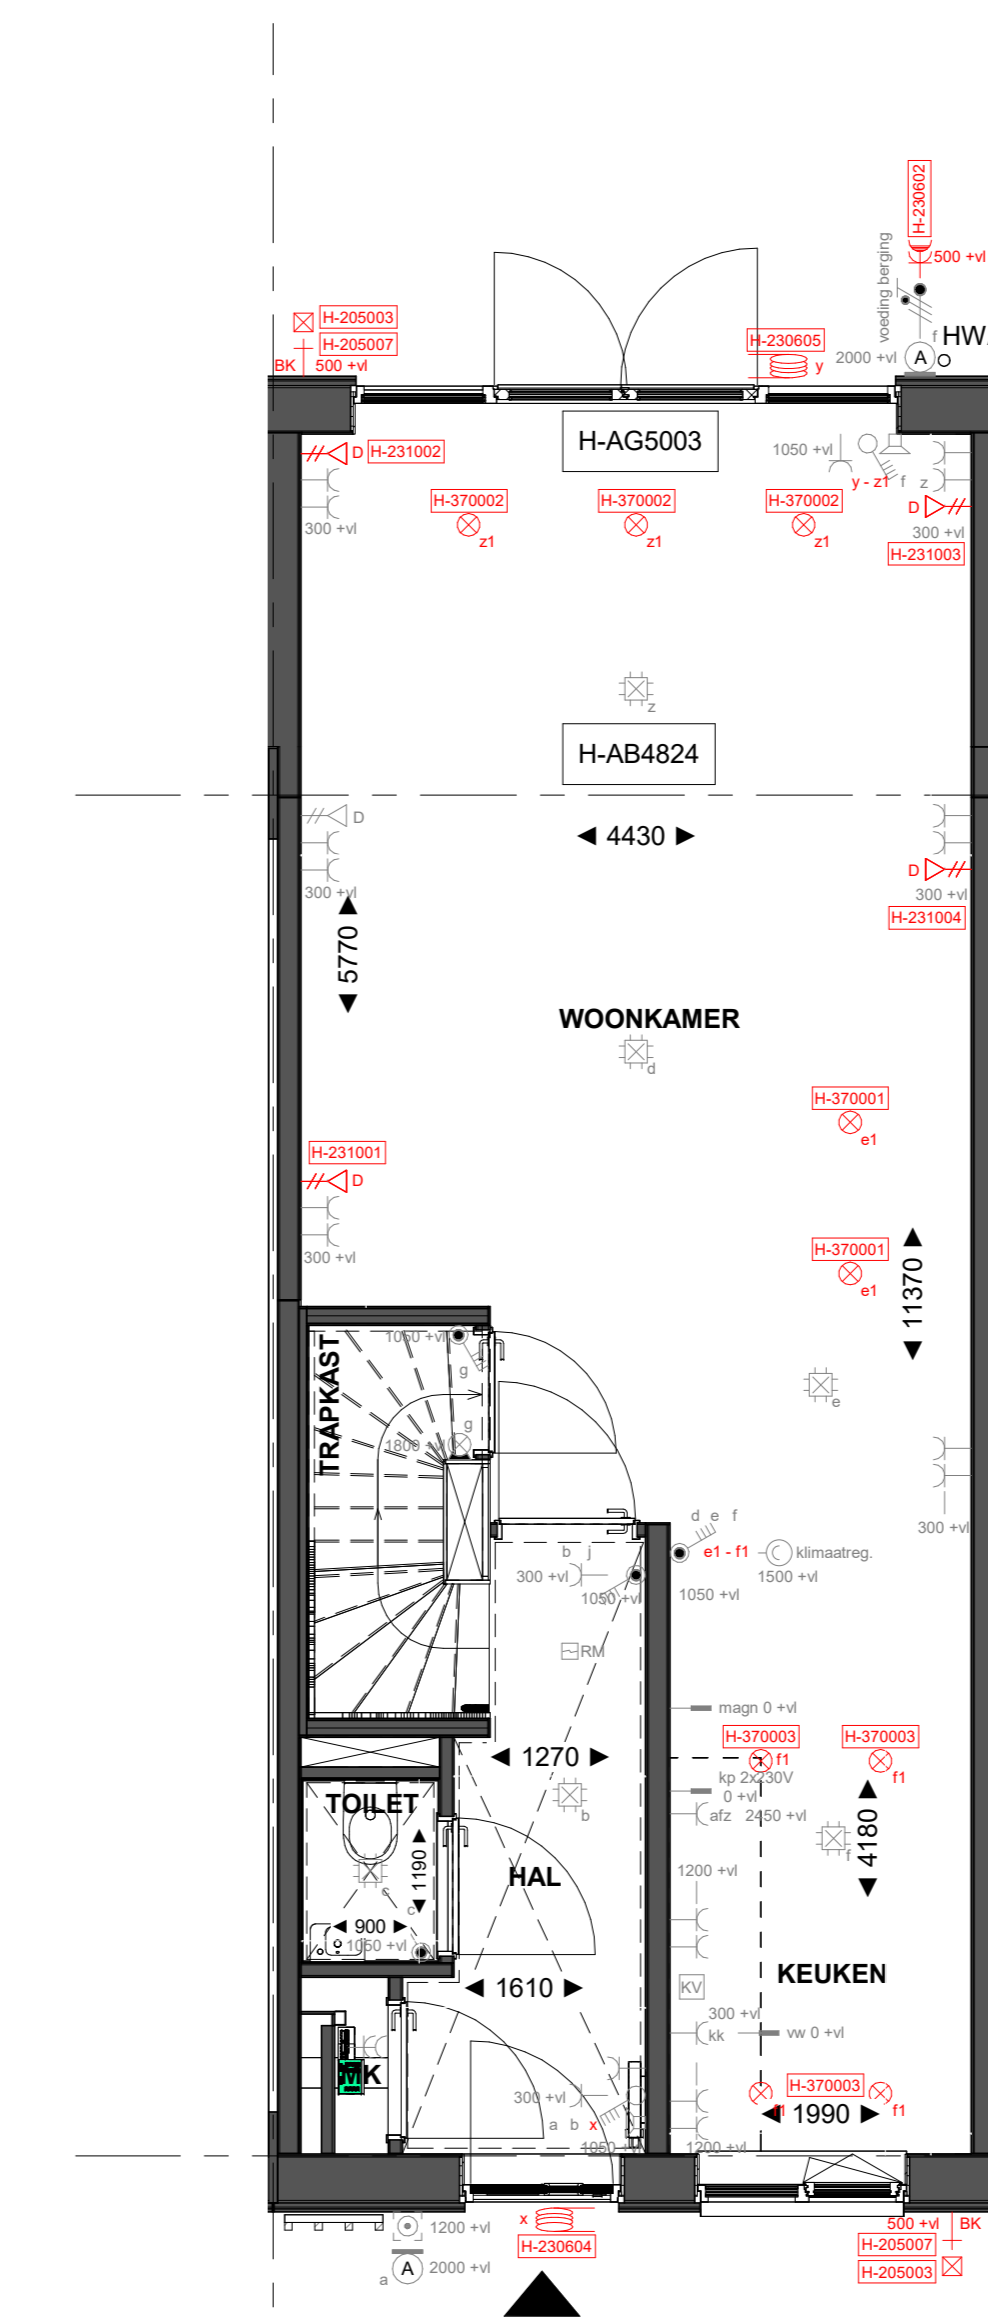 H-230602
500 +vl
voeding berging
f
HW
2000 +vl
A
H-205003
H-205007
BK 500 +vl
H-230605
y
H-AG5003
D H-231002
300 +vl
1050 +vl
y - z1 f z
D
300 +vl
H-231003
H-370002 H-370002 H-370002
z1 z1 z1
z
H-AB4824
D
300 +vl
4430
D
300 +vl
H-231004
5770
WOONKAMER
d
H-370001
e1
H-231001
D
300 +vl
H-370001
e1
11370
TRAPKAST
1050 +vl
g
e
g
1800 +vl
300 +vl
d e f
e1 - f1
klimaatreg.
1500 +vl
1050 +vl
b j
300 +vl
1050 +vl
RM
magn 0 +vl
H-370003 H-370003
f1 f1
1270
kp 2x230V
0 +vl
afz 2450 +vl
b
4180
f
TOILET
1190
c
c
900
1050 +vl
HAL
1200 +vl
KEUKEN
1610
KV
300 +vl
kk vw 0 +vl
MK
300 +vl
a b x
1050 +vl
H-370003
f1 f1
1990
1200 +vl
1200 +vl
a A 2000 +vl
x
H-230604
500 +vl BK
H-205007
H-205003